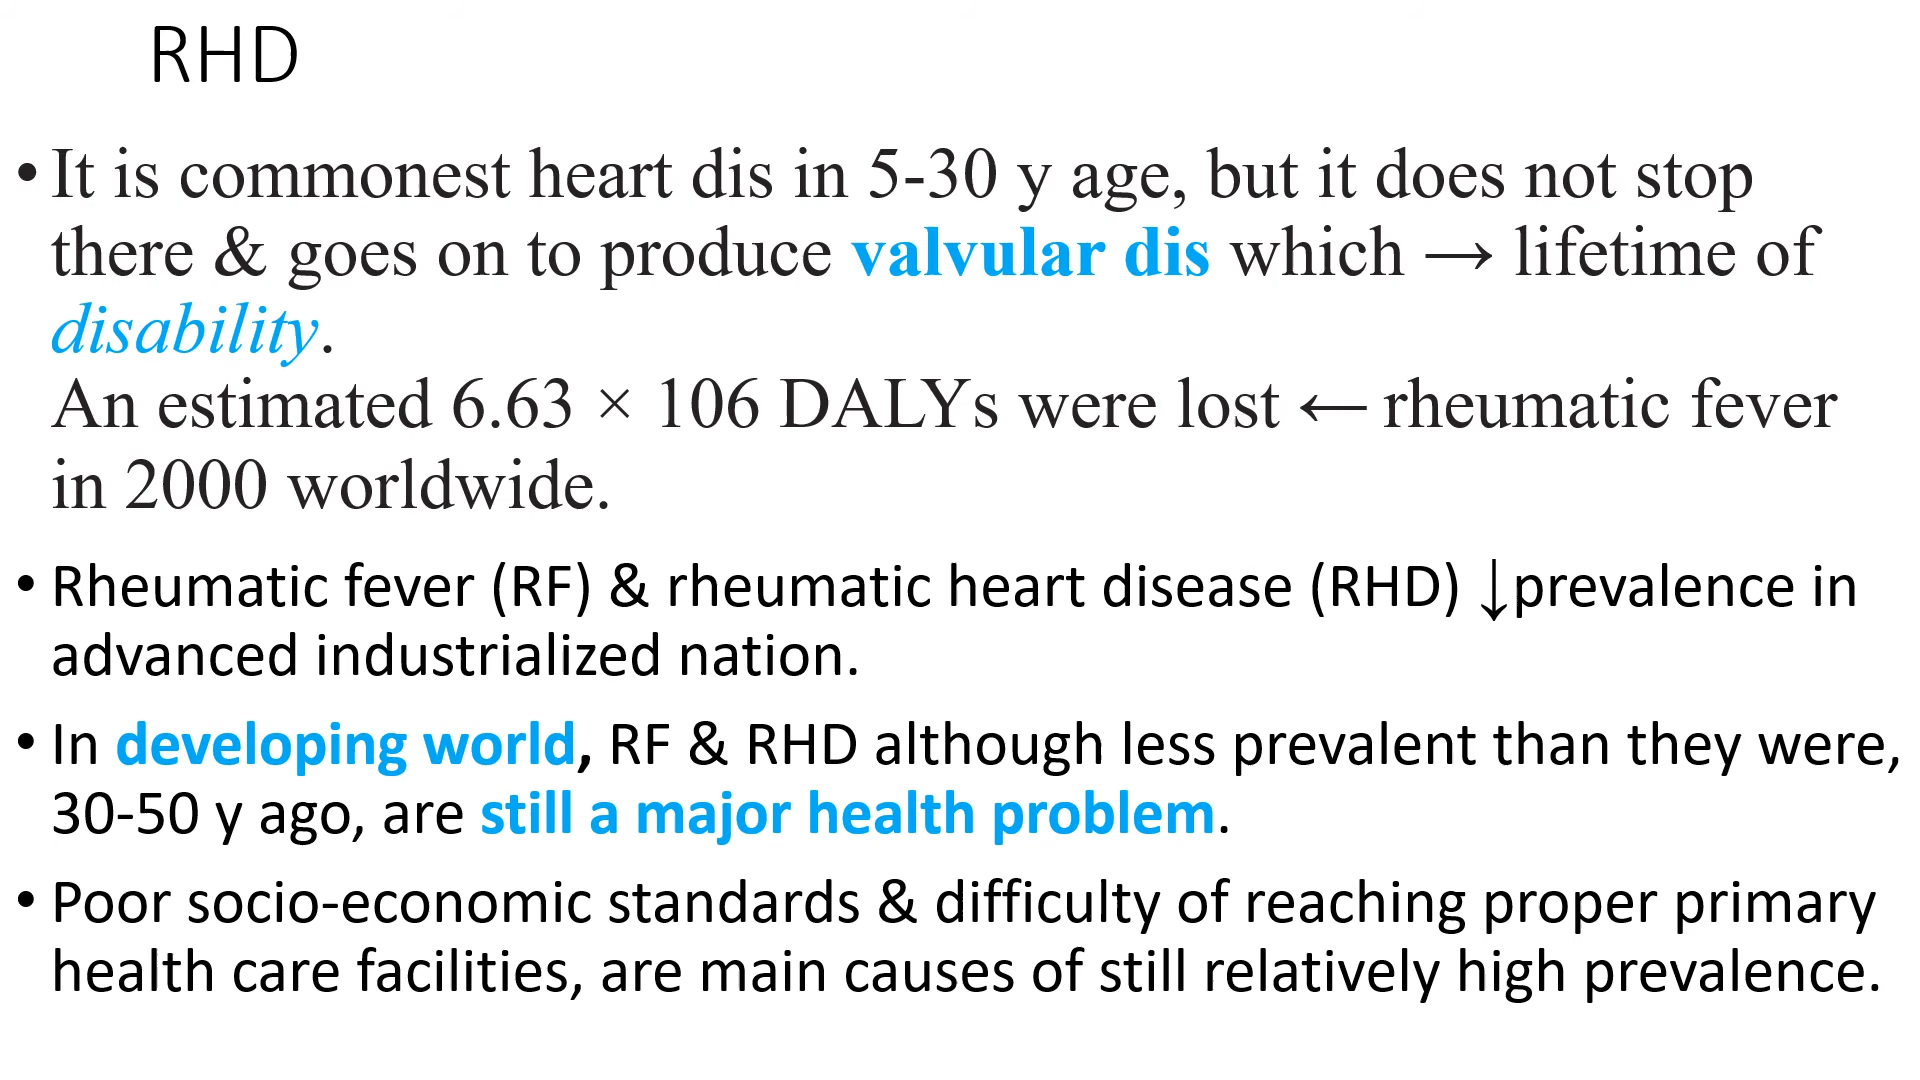 RHD
• It is commonest heart dis in 5-30 y age, but it does not stop
there & goes on to produce valvular dis which → lifetime of
disability.
An estimated 6.63 × 106 DALYs were lost ← rheumatic fever
in 2000 worldwide.
• Rheumatic fever (RF) & rheumatic heart disease (RHD) ↓prevalence in
advanced industrialized nation.
• In developing world, RF & RHD although less prevalent than they were,
30-50 y ago, are still a major health problem.
• Poor socio-economic standards & difficulty of reaching proper primary
health care facilities, are main causes of still relatively high prevalence.